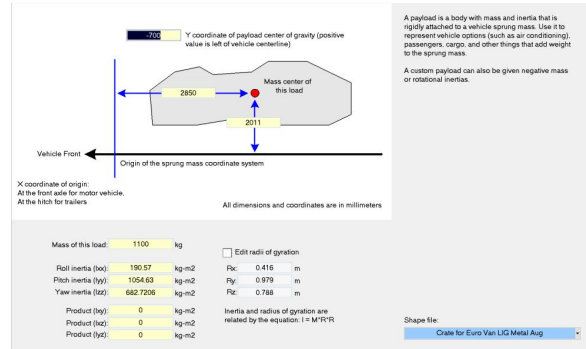 -700
Y coordinate of payload center of gravity (positive
value is left of vehicle centerline)
Mass center of
this load
2850
2011
Vehicle Front
Origin of the sprung mass coordinate system
X coordinate of origin:
At the front axle for motor vehicle,
At the hitch for trailers
All dimensions and coordinates are in millimeters
A payload is a body with mass and inertia that is
rigidly attached to a vehicle sprung mass. Use it to
represent vehicle options (such as air conditioning),
passengers, cargo, and other things that add weight
to the sprung mass.
A custom payload can also be given negative mass
or rotational inertias.
Mass of this load: 1100 kg
Roll inertia (Ixx): 190.57 kg-m2
Pitch inertia (Iyy): 1054.63 kg-m2
Yaw inertia (Izz): 682.7206 kg-m2
Product (Ixy): 0 kg-m2
Product (Ixz): 0 kg-m2
Product (Iyz): 0 kg-m2
Edit radii of gyration
Rx: 0.416 m
Ry: 0.979 m
Rz: 0.788 m
Inertia and radius of gyration are
related by the equation: I = M*R*R
Shape file:
Crate for Euro Van LIG Metal Aug